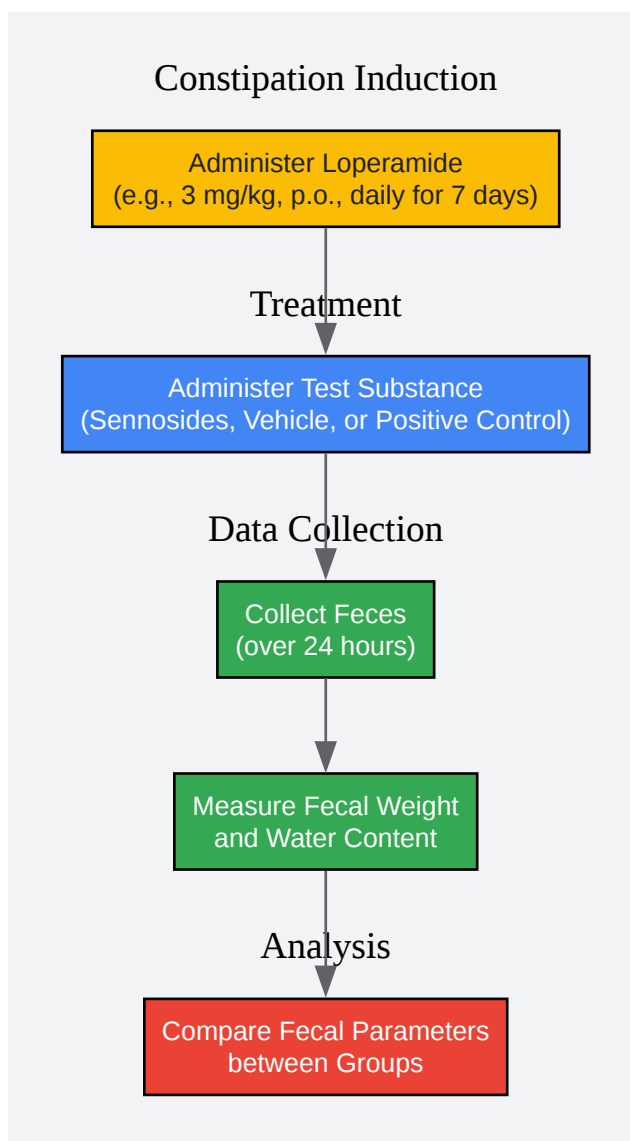 Constipation Induction
Administer Loperamide
(e.g., 3 mg/kg, p.o., daily for 7 days)
Treatment
Administer Test Substance
(Sennosides, Vehicle, or Positive Control)
Data Collection
Collect Feces
(over 24 hours)
Measure Fecal Weight
and Water Content
Analysis
Compare Fecal Parameters
between Groups